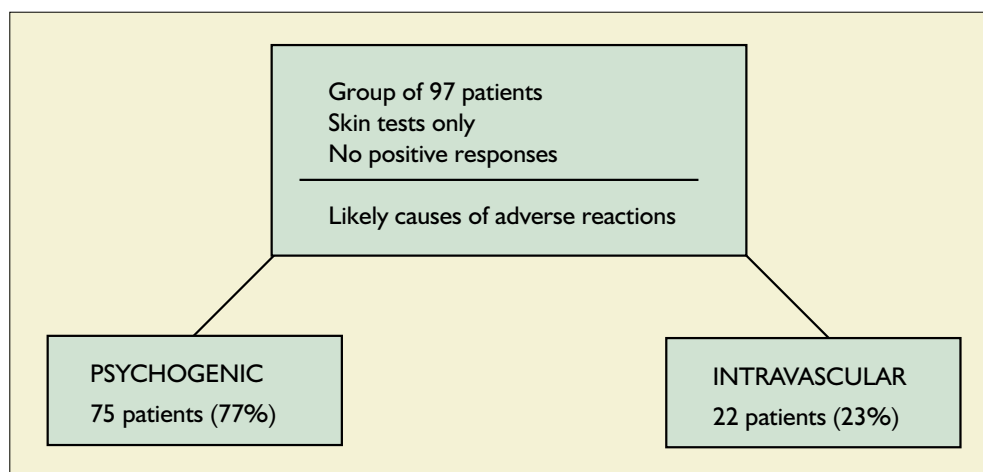 Group of 97 patients
Skin tests only
No positive responses
Likely causes of adverse reactions
PSYCHOGENIC
75 patients (77%)
INTRAVASCULAR
22 patients (23%)